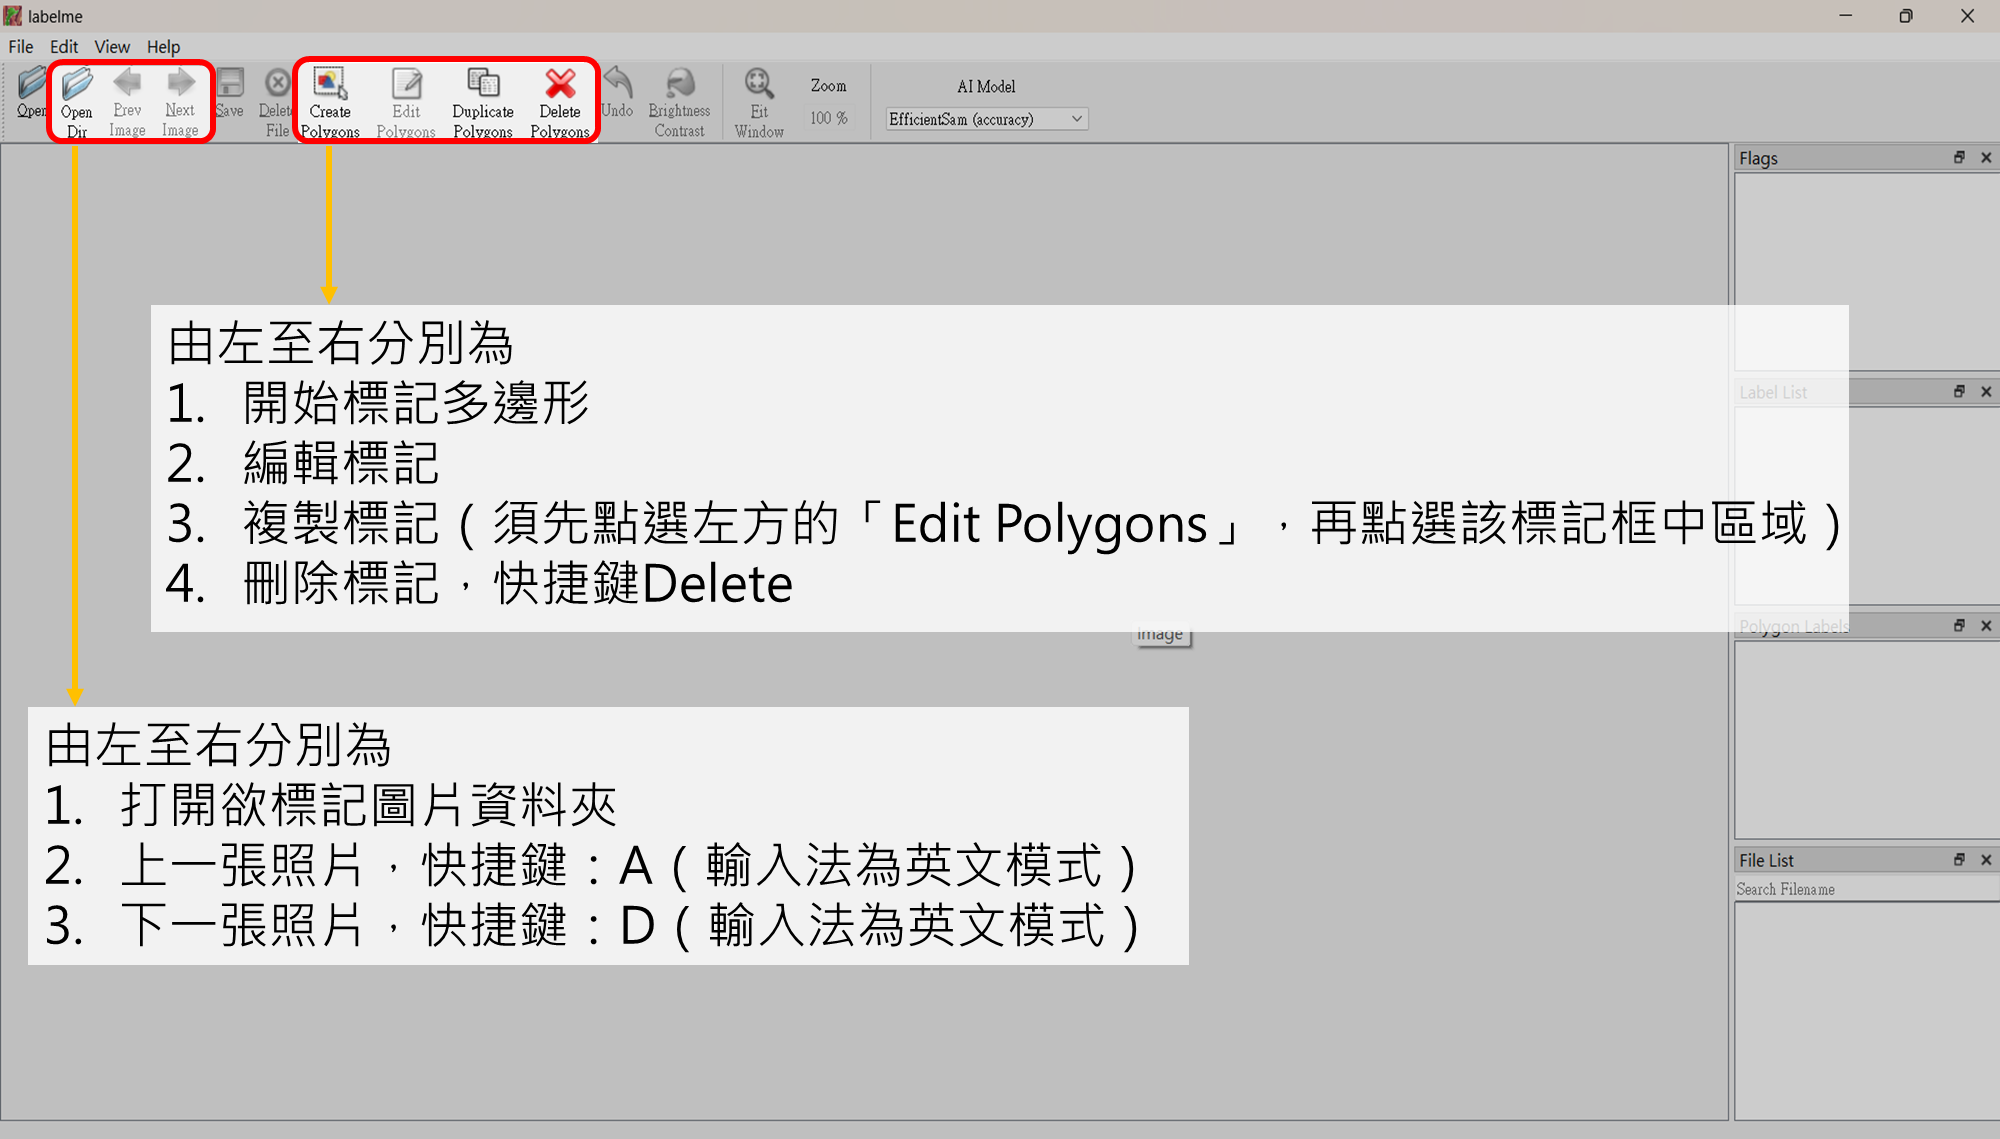 labelme
File Edit View Help
Open
Open Dir
Prev Image
Next Image
Save
Delete File
Create Polygons
Edit Polygons
Duplicate Polygons
Delete Polygons
Undo
Brightness Contrast
Fit Window
Zoom
100 %
AI Model
EfficientSam (accuracy)
Flags
由左至右分別為
1. 開始標記多邊形
2. 編輯標記
3. 複製標記（須先點選左方的「Edit Polygons」，再點選該標記框中區域）
4. 刪除標記，快捷鍵Delete
Label List
Polygon Labels
Image
由左至右分別為
1. 打開欲標記圖片資料夾
2. 上一張照片，快捷鍵：A（輸入法為英文模式）
3. 下一張照片，快捷鍵：D（輸入法為英文模式）
File List
Search Filename